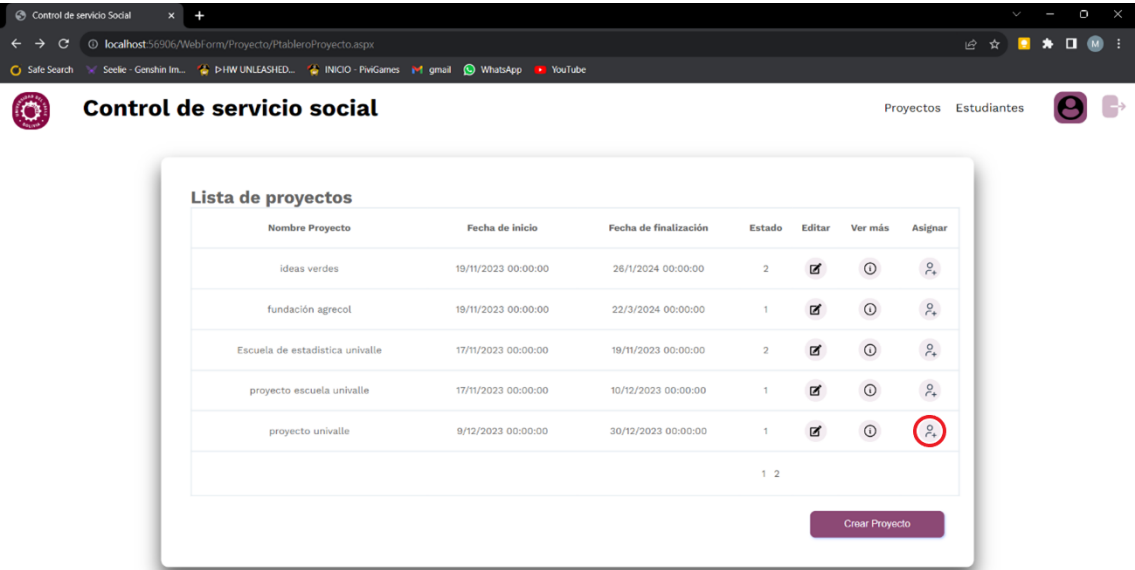 Control de servicio Social
localhost:56906/WebForm/Proyecto/PtableroProyecto.aspx
M
Safe Search Seelie - Genshin Im... ᐅHW UNLEASHED... INICIO - PiviGames gmail WhatsApp YouTube
Control de servicio social Proyectos Estudiantes
Lista de proyectos
Nombre Proyecto Fecha de inicio Fecha de finalización Estado Editar Ver más Asignar
ideas verdes 19/11/2023 00:00:00 26/1/2024 00:00:00 2
fundación agrecol 19/11/2023 00:00:00 22/3/2024 00:00:00 1
Escuela de estadistica univalle 17/11/2023 00:00:00 19/11/2023 00:00:00 2
proyecto escuela univalle 17/11/2023 00:00:00 10/12/2023 00:00:00 1
proyecto univalle 9/12/2023 00:00:00 30/12/2023 00:00:00 1
1 2
Crear Proyecto